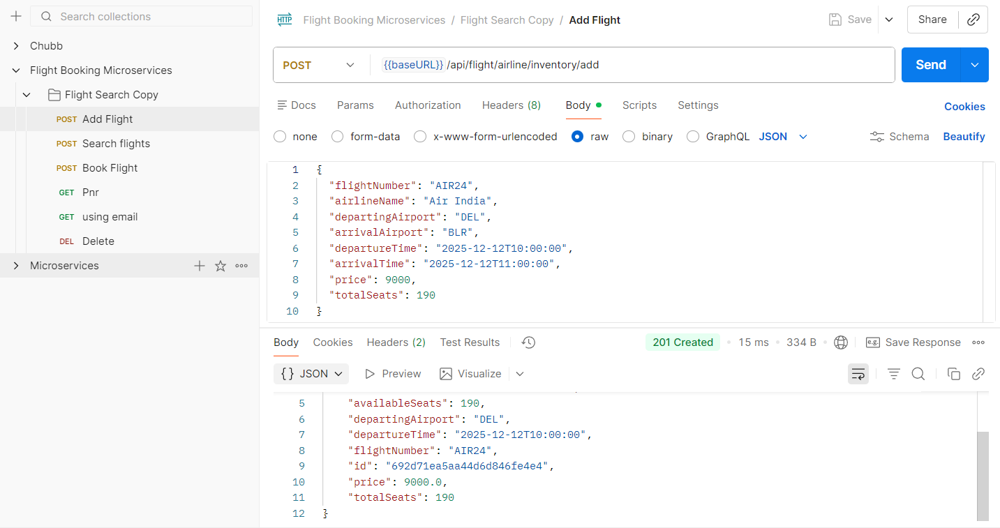 Search collections
Chubb
Flight Booking Microservices
Flight Search Copy
POST Add Flight
POST Search flights
POST Book Flight
GET Pnr
GET using email
DEL Delete
Microservices
HTTP Flight Booking Microservices / Flight Search Copy / Add Flight
Save
Share
POST {{baseURL}} /api/flight/airline/inventory/add
Send
Docs Params Authorization Headers (8) Body Scripts Settings Cookies
none form-data x-www-form-urlencoded raw binary GraphQL JSON Schema Beautify
1 {
2 "flightNumber": "AIR24",
3 "airlineName": "Air India",
4 "departingAirport": "DEL",
5 "arrivalAirport": "BLR",
6 "departureTime": "2025-12-12T10:00:00",
7 "arrivalTime": "2025-12-12T11:00:00",
8 "price": 9000,
9 "totalSeats": 190
10 }
Body Cookies Headers (2) Test Results 201 Created 15 ms 334 B e.g. Save Response
{} JSON Preview Visualize
5 "availableSeats": 190,
6 "departingAirport": "DEL",
7 "departureTime": "2025-12-12T10:00:00",
8 "flightNumber": "AIR24",
9 "id": "692d71ea5aa44d6d846fe4e4",
10 "price": 9000.0,
11 "totalSeats": 190
12 }